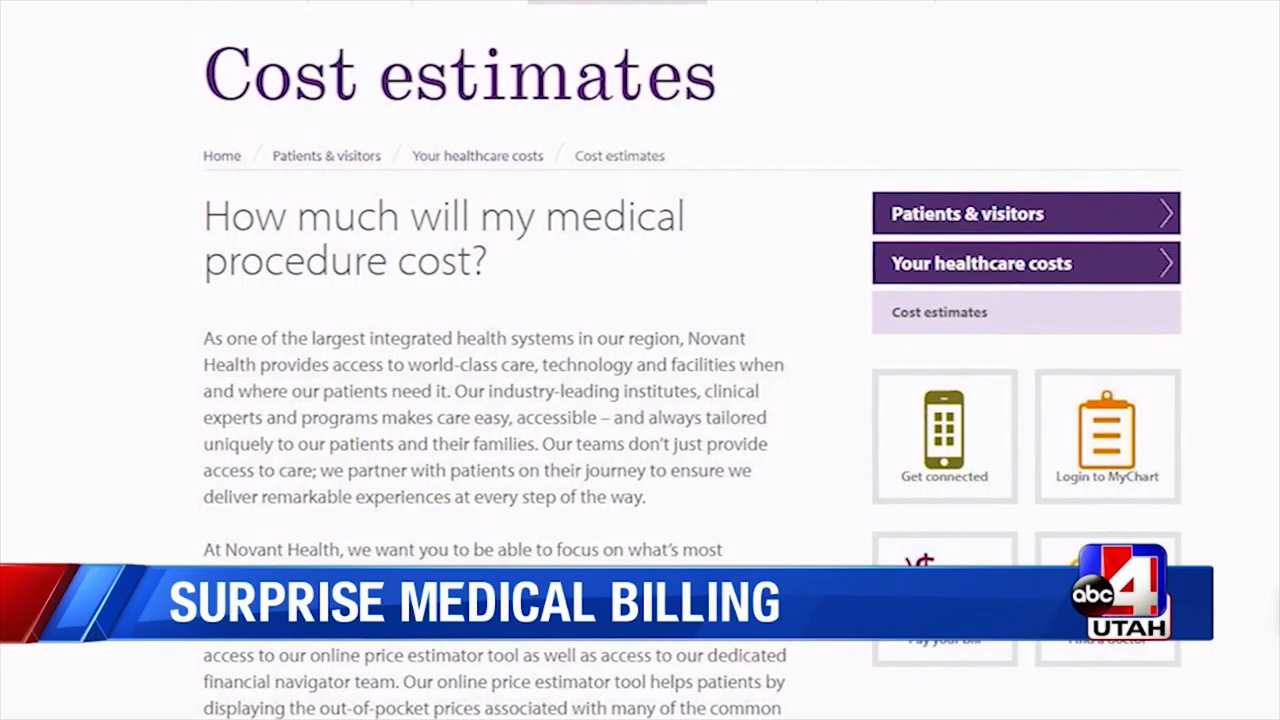 Cost estimates
Home / Patients & visitors / Your healthcare costs / Cost estimates
How much will my medical
procedure cost?
As one of the largest integrated health systems in our region, Novant
Health provides access to world-class care, technology and facilities when
and where our patients need it. Our industry-leading institutes, clinical
experts and programs makes care easy, accessible – and always tailored
uniquely to our patients and their families. Our teams don't just provide
access to care; we partner with patients on their journey to ensure we
deliver remarkable experiences at every step of the way.
At Novant Health, we want you to be able to focus on what's most
access to our online price estimator tool as well as access to our dedicated
financial navigator team. Our online price estimator tool helps patients by
displaying the out-of-pocket prices associated with many of the common
Patients & visitors
Your healthcare costs
Cost estimates
Get connected
Login to MyChart
Pay your bill
Find a doctor
SURPRISE MEDICAL BILLING
abc
4
UTAH